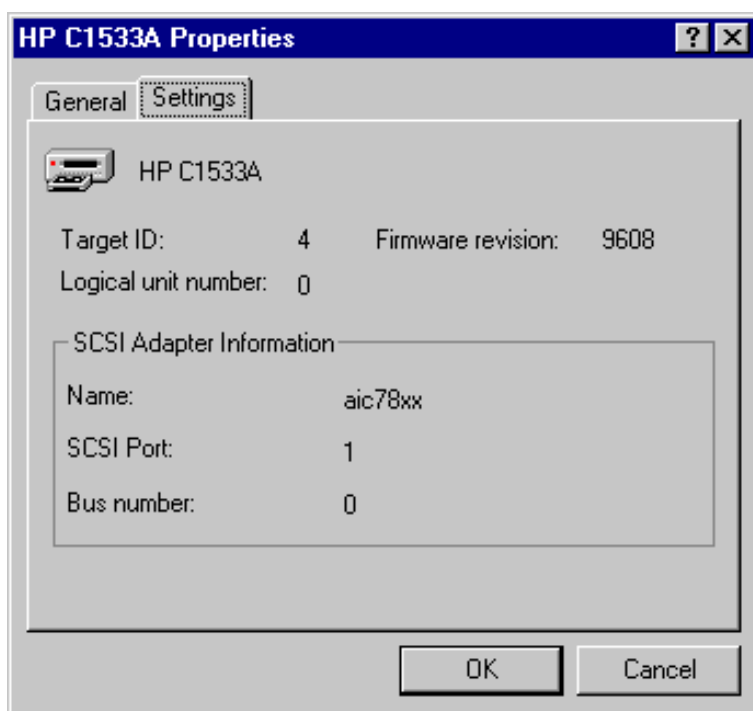 HP C1533A Properties
General Settings
HP C1533A
Target ID: 4 Firmware revision: 9608
Logical unit number: 0
SCSI Adapter Information
Name: aic78xx
SCSI Port: 1
Bus number: 0
OK Cancel